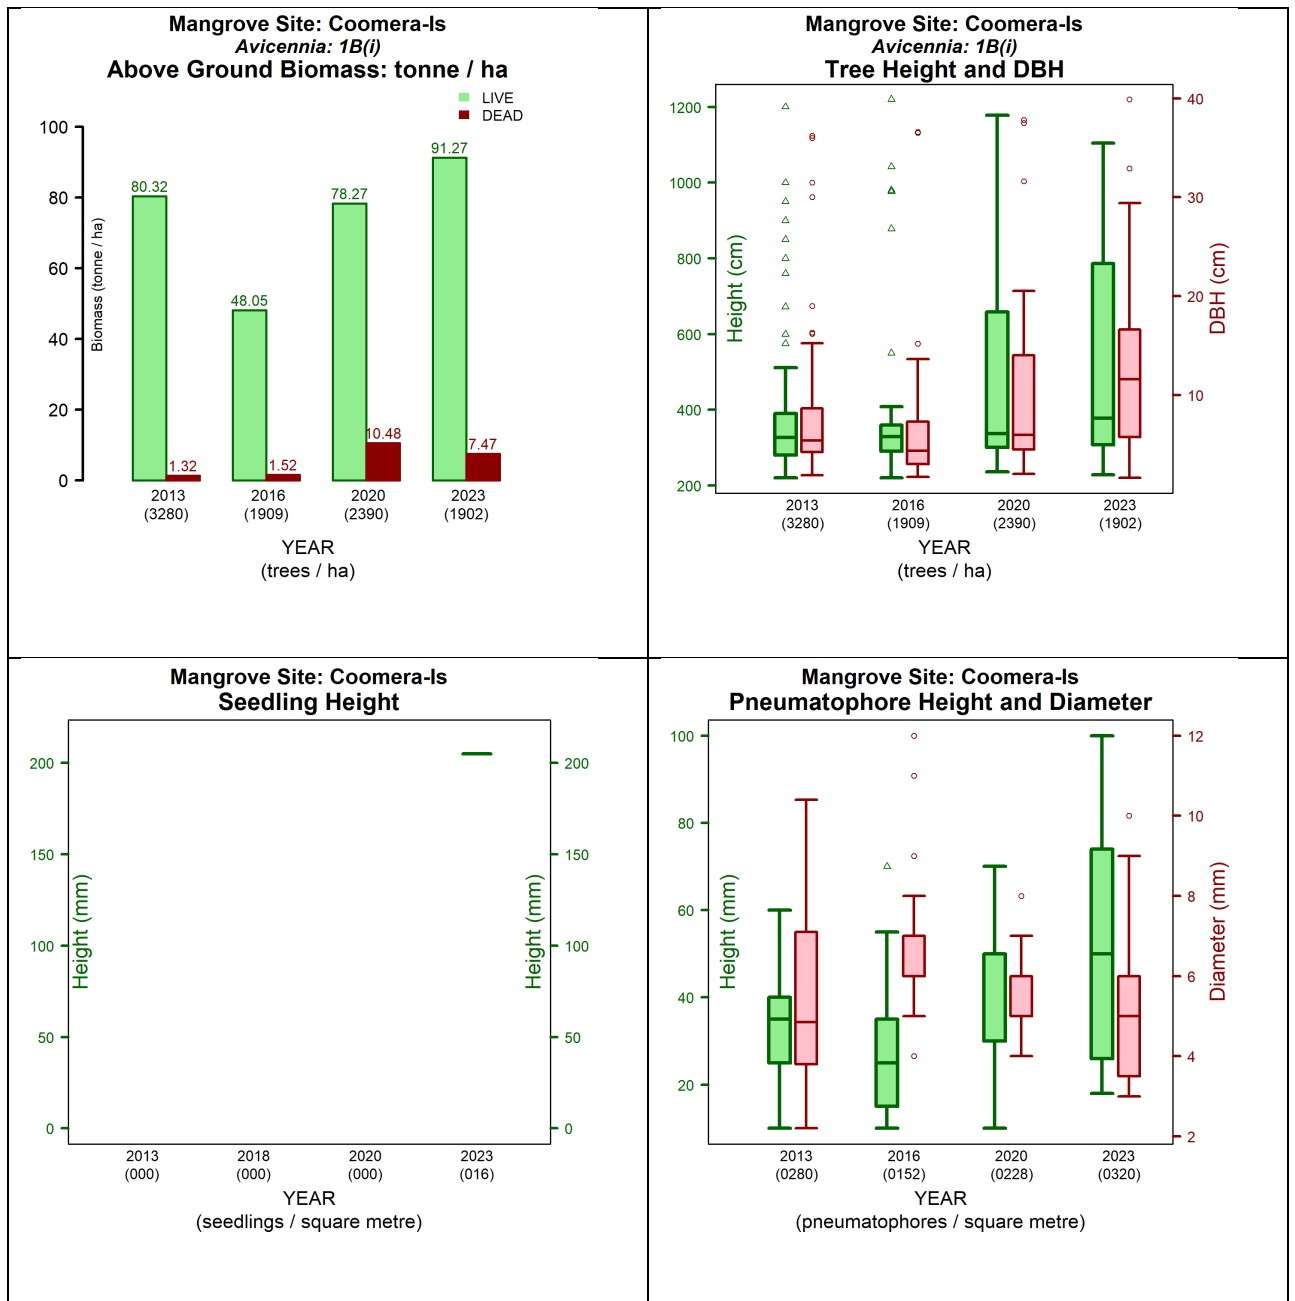 Mangrove Site: Coomera-Is
Avicennia: 1B(i)
Above Ground Biomass: tonne / ha
LIVE
DEAD
100
80
60
40
20
0
Biomass (tonne / ha)
80.32
1.32
48.05
1.52
78.27
10.48
91.27
7.47
2013 2016 2020 2023
(3280) (1909) (2390) (1902)
YEAR
(trees / ha)
Mangrove Site: Coomera-Is
Avicennia: 1B(i)
Tree Height and DBH
1200
1000
800
600
400
200
Height (cm)
40
30
20
10
DBH (cm)
2013 2016 2020 2023
(3280) (1909) (2390) (1902)
YEAR
(trees / ha)
Mangrove Site: Coomera-Is
Seedling Height
200
150
100
50
0
Height (mm)
200
150
100
50
0
Height (mm)
2013 2018 2020 2023
(000) (000) (000) (016)
YEAR
(seedlings / square metre)
Mangrove Site: Coomera-Is
Pneumatophore Height and Diameter
100
80
60
40
20
Height (mm)
12
10
8
6
4
2
Diameter (mm)
2013 2016 2020 2023
(0280) (0152) (0228) (0320)
YEAR
(pneumatophores / square metre)